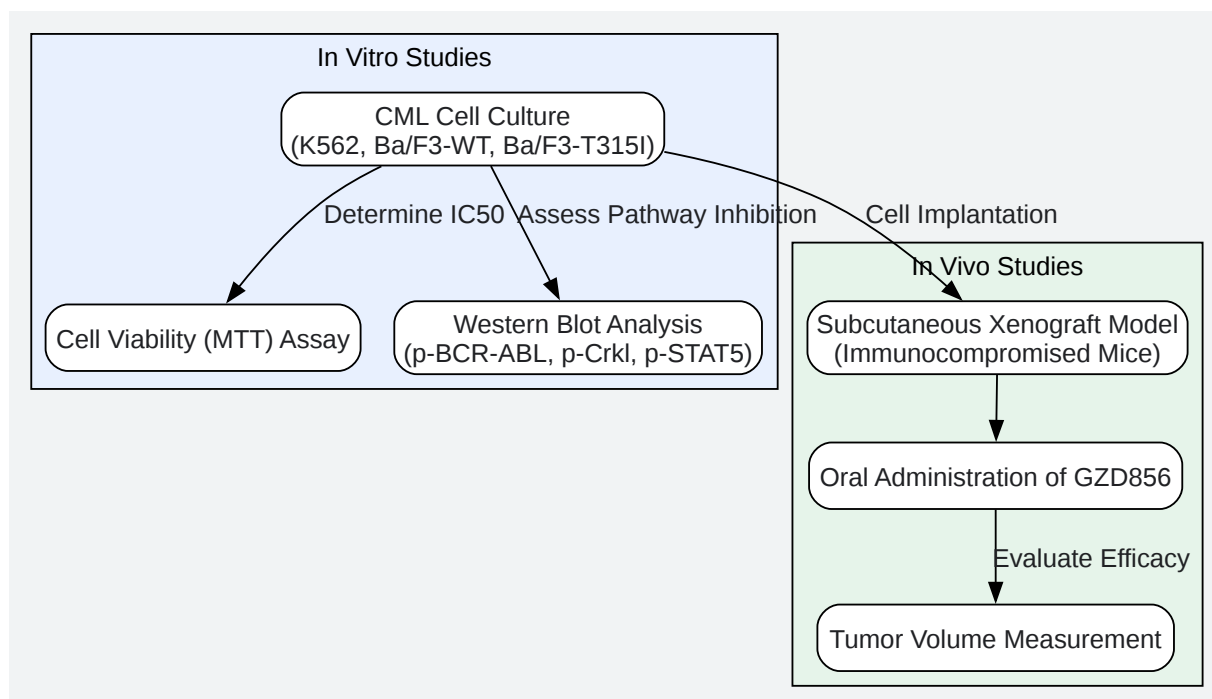 In Vitro Studies
CML Cell Culture
(K562, Ba/F3-WT, Ba/F3-T315I)
Determine IC50
Assess Pathway Inhibition
Cell Implantation
Cell Viability (MTT) Assay
Western Blot Analysis
(p-BCR-ABL, p-Crkl, p-STAT5)
In Vivo Studies
Subcutaneous Xenograft Model
(Immunocompromised Mice)
Oral Administration of GZD856
Evaluate Efficacy
Tumor Volume Measurement